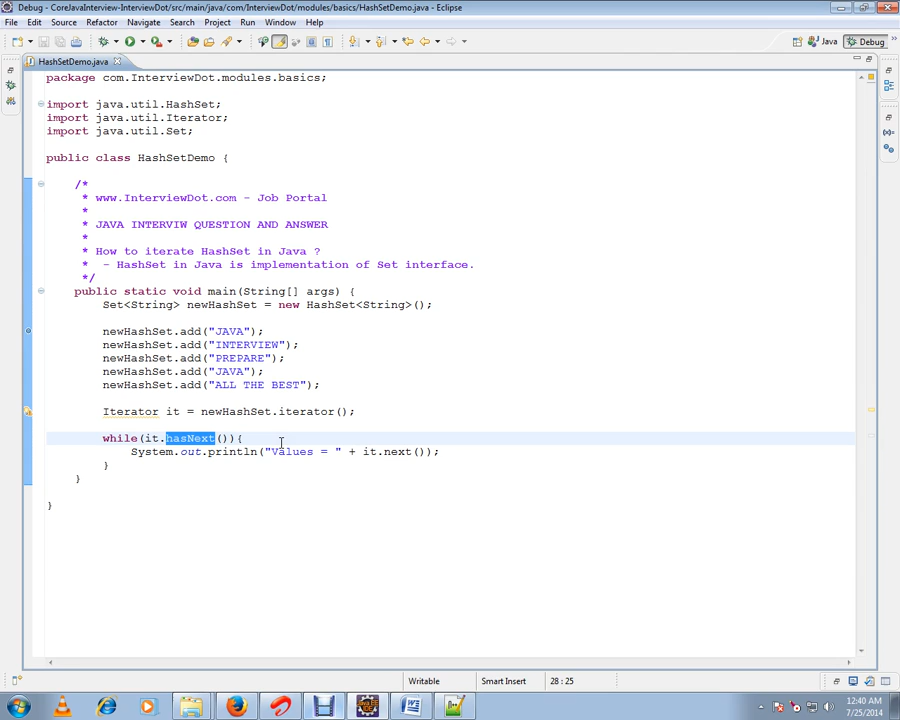 Debug - CoreJavaInterview-InterviewDot/src/main/java/com/InterviewDot/modules/basics/HashSetDemo.java - Eclipse
File Edit Source Refactor Navigate Search Project Run Window Help
Java Debug
HashSetDemo.java
package com.InterviewDot.modules.basics;
import java.util.HashSet;
import java.util.Iterator;
import java.util.Set;
public class HashSetDemo {
/*
* www.InterviewDot.com - Job Portal
*
* JAVA INTERVIW QUESTION AND ANSWER
*
* How to iterate HashSet in Java ?
* - HashSet in Java is implementation of Set interface.
*/
public static void main(String[] args) {
Set<String> newHashSet = new HashSet<String>();
newHashSet.add("JAVA");
newHashSet.add("INTERVIEW");
newHashSet.add("PREPARE");
newHashSet.add("JAVA");
newHashSet.add("ALL THE BEST");
Iterator it = newHashSet.iterator();
while(it.hasNext()){
System.out.println("Values = " + it.next());
}
}
}
Writable Smart Insert 28 : 25
12:40 AM
7/25/2014